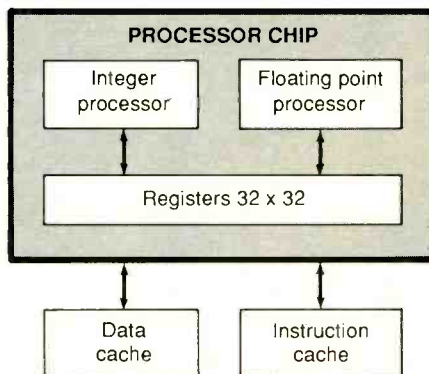 PROCESSOR CHIP
Integer
processor
Floating point
processor
Registers 32 x 32
Data
cache
Instruction
cache